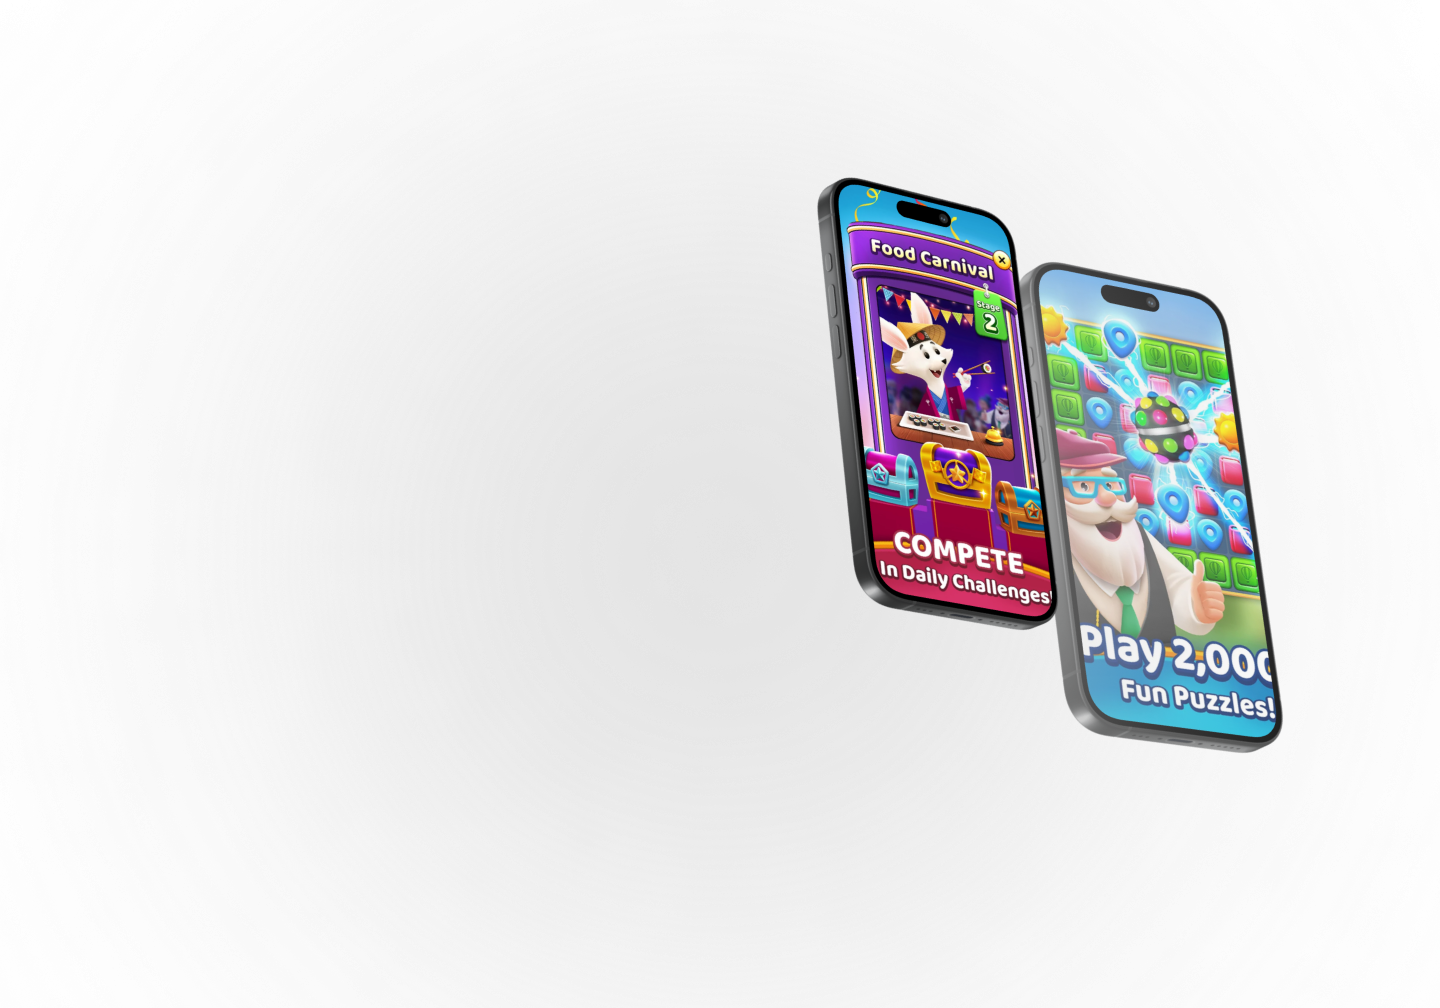 Food Carnival
Stage
2
COMPETE
In Daily Challenges!
Play 2,000
Fun Puzzles!